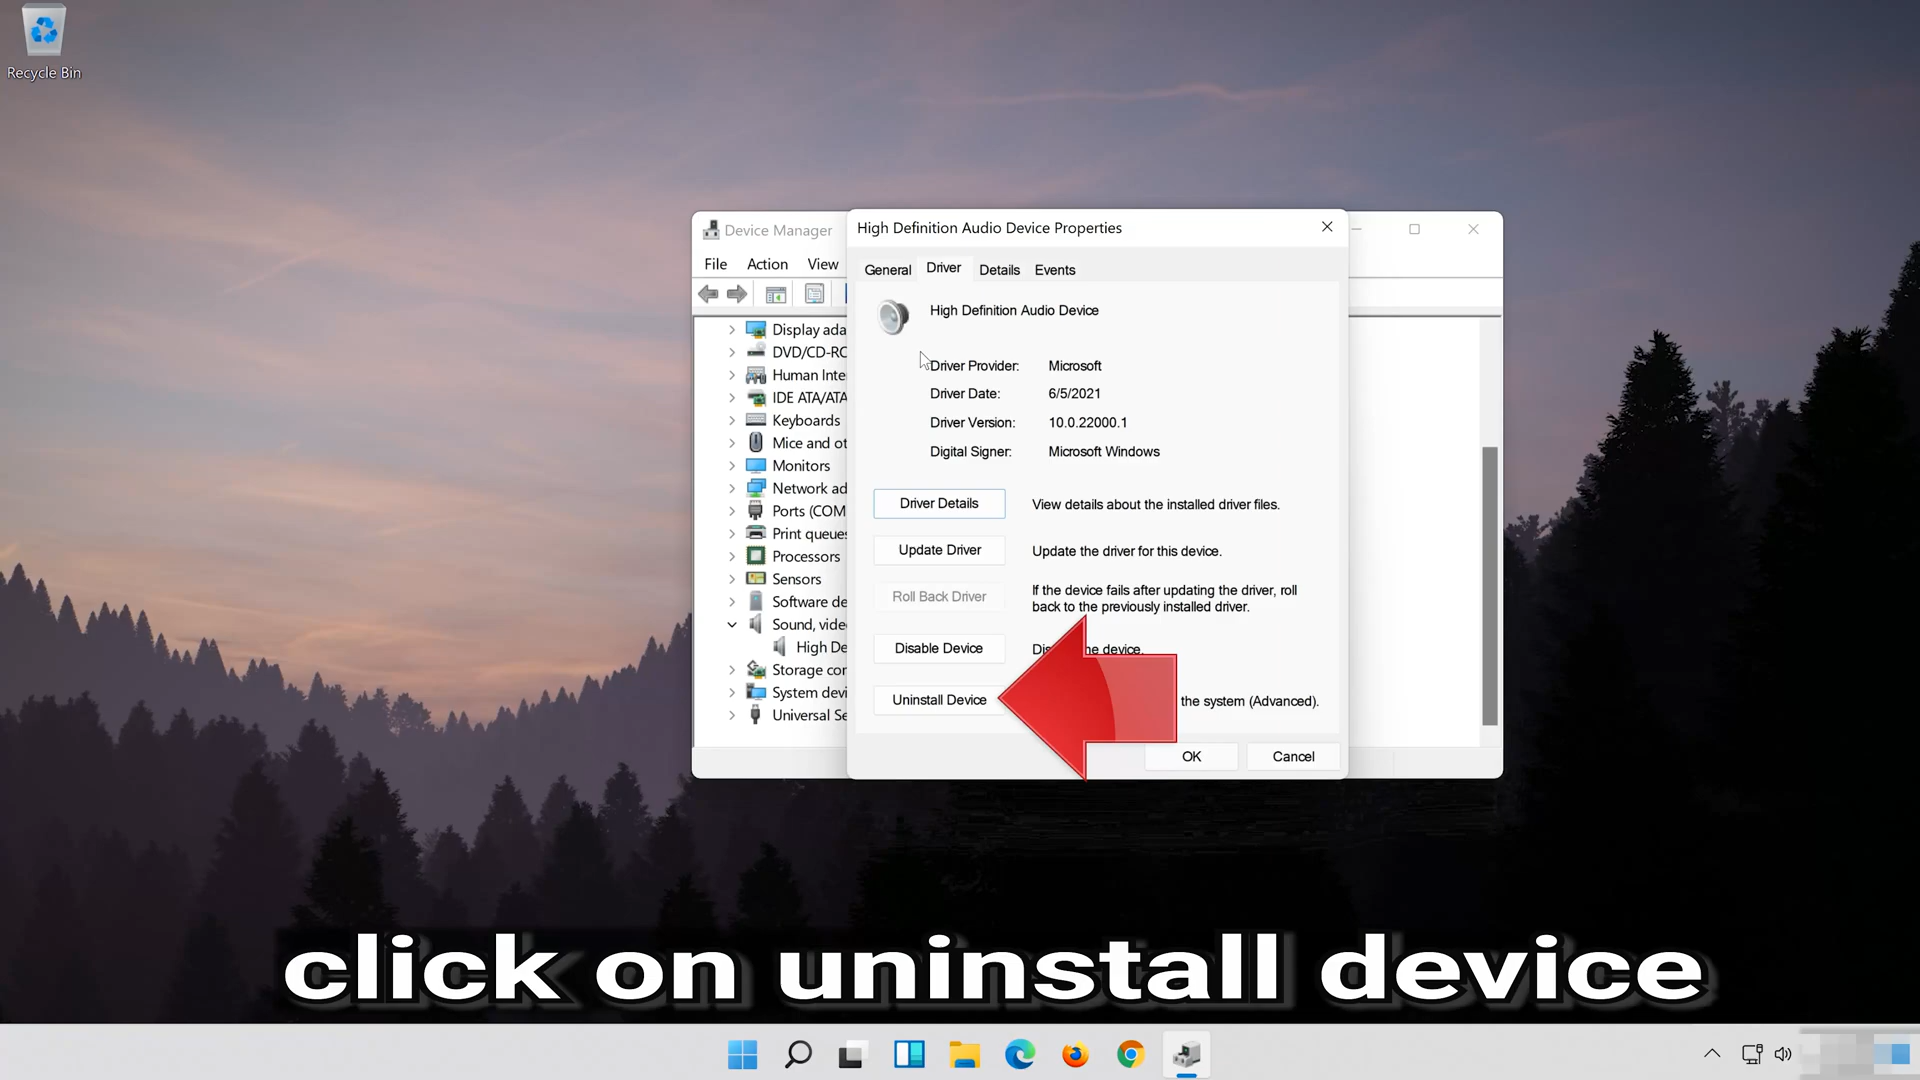 Recycle Bin
Device Manager
File Action View
Display ada
DVD/CD-RO
Human Inte
IDE ATA/ATA
Keyboards
Mice and ot
Monitors
Network ad
Ports (COM
Print queues
Processors
Sensors
Software de
Sound, vide
High De
Storage con
System devi
Universal Se
High Definition Audio Device Properties
General Driver Details Events
High Definition Audio Device
Driver Provider: Microsoft
Driver Date: 6/5/2021
Driver Version: 10.0.22000.1
Digital Signer: Microsoft Windows
Driver Details View details about the installed driver files.
Update Driver Update the driver for this device.
Roll Back Driver If the device fails after updating the driver, roll
back to the previously installed driver.
Disable Device device.
Uninstall Device the system (Advanced).
OK Cancel
click on uninstall device